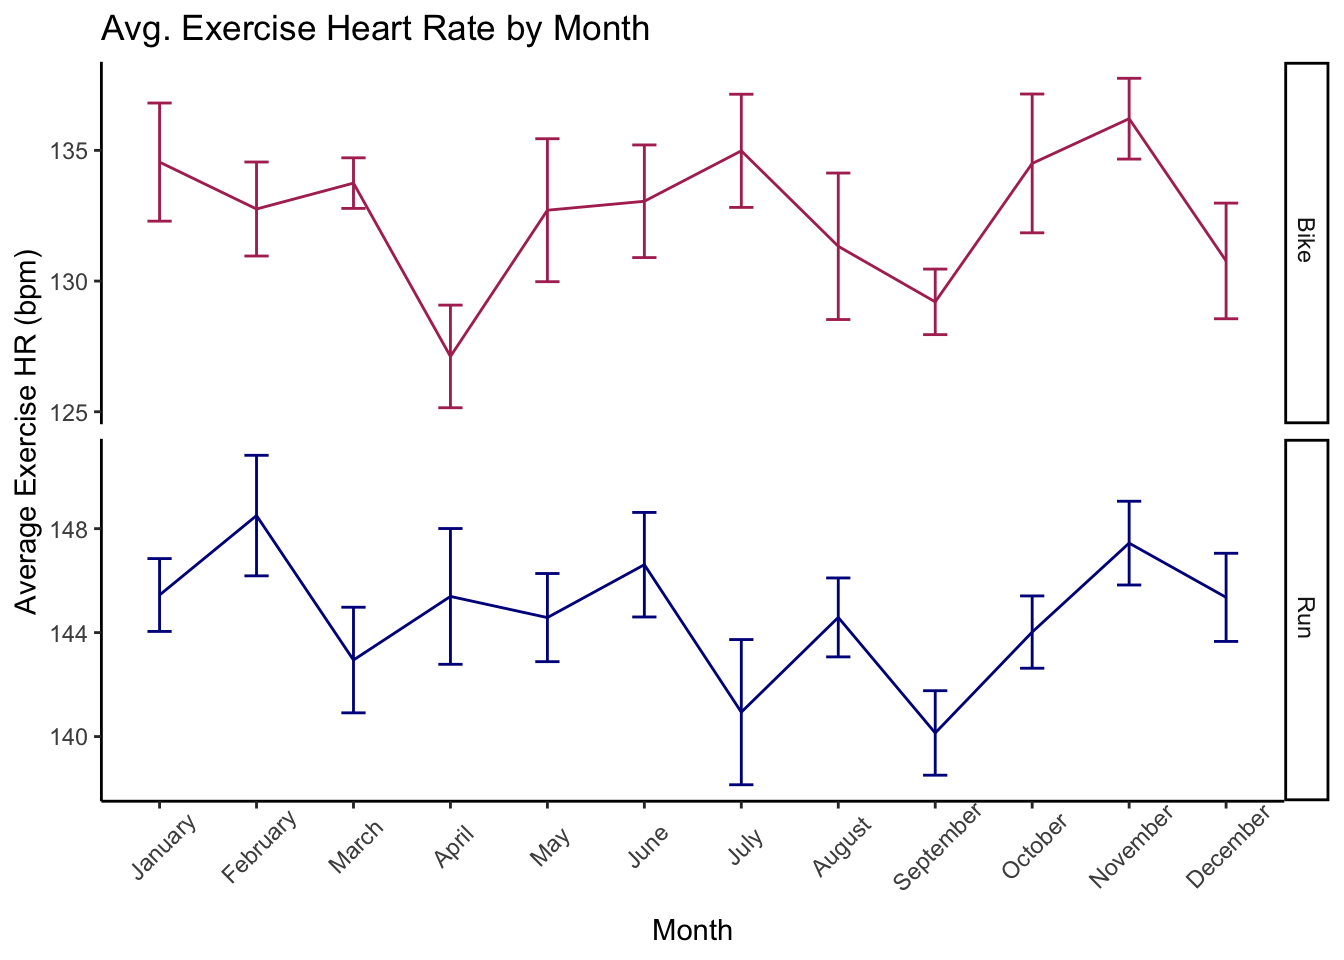 Avg. Exercise Heart Rate by Month
Average Exercise HR (bpm)
135
130
125
Bike
148
144
140
Run
January
February
March
April
May
June
July
August
September
October
November
December
Month